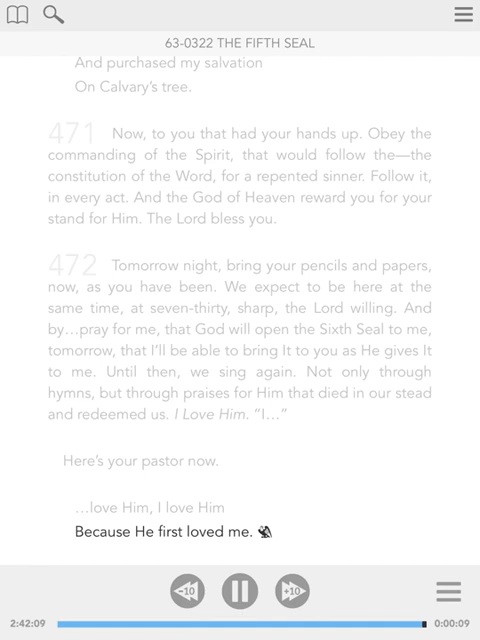 63-0322 THE FIFTH SEAL
And purchased my salvation
On Calvary's tree.
471 Now, to you that had your hands up. Obey the
commanding of the Spirit, that would follow the—the
constitution of the Word, for a repented sinner. Follow it,
in every act. And the God of Heaven reward you for your
stand for Him. The Lord bless you.
472 Tomorrow night, bring your pencils and papers,
now, as you have been. We expect to be here at the
same time, at seven-thirty, sharp, the Lord willing. And
by…pray for me, that God will open the Sixth Seal to me,
tomorrow, that I'll be able to bring It to you as He gives It
to me. Until then, we sing again. Not only through
hymns, but through praises for Him that died in our stead
and redeemed us. I Love Him. “I…”
Here's your pastor now.
…love Him, I love Him
Because He first loved me.
-10
+10
2:42:09
0:00:09